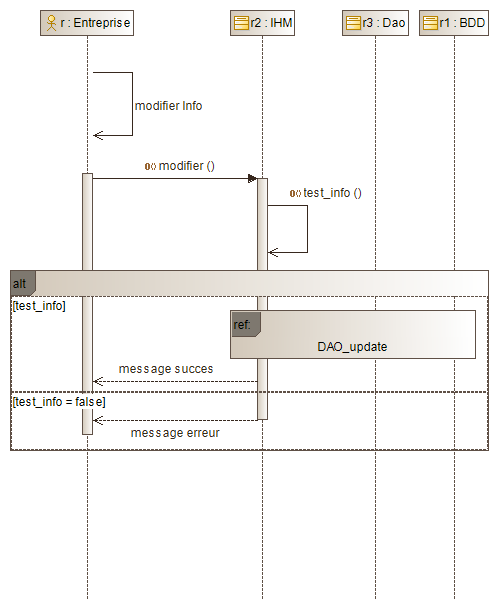 r : Entreprise
r2 : IHM
r3 : Dao
r1 : BDD
modifier Info
modifier ()
test_info ()
alt
[test_info]
ref:
DAO_update
message succes
[test_info = false]
message erreur